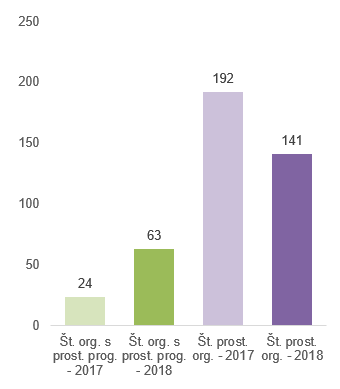 250
200
150
100
50
0
24
63
192
141
Št. org. s
prost. prog.
- 2017
Št. org. s
prost. prog.
- 2018
Št. prost.
org. - 2017
Št. prost.
org. - 2018